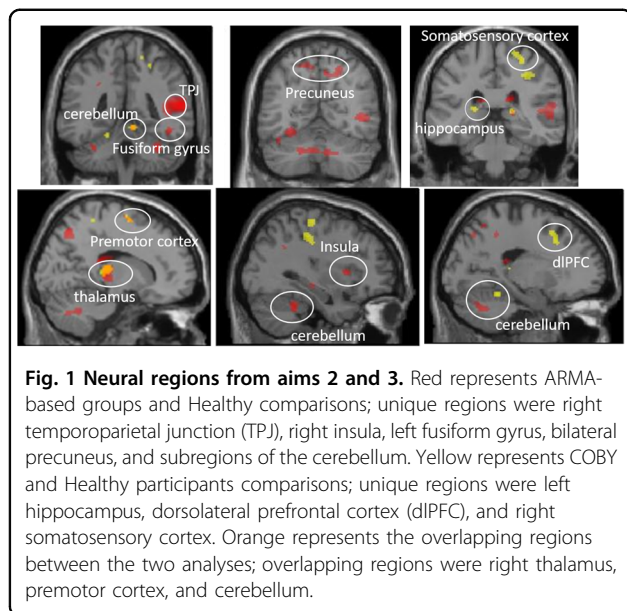 Somatosensory cortex
TPJ
cerebellum
Precuneus
hippocampus
Fusiform gyrus
Premotor cortex
Insula
dlPFC
thalamus
cerebellum
cerebellum
Fig. 1 Neural regions from aims 2 and 3. Red represents ARMA-
based groups and Healthy comparisons; unique regions were right
temporoparietal junction (TPJ), right insula, left fusiform gyrus, bilateral
precuneus, and subregions of the cerebellum. Yellow represents COBY
and Healthy participants comparisons; unique regions were left
hippocampus, dorsolateral prefrontal cortex (dlPFC), and right
somatosensory cortex. Orange represents the overlapping regions
between the two analyses; overlapping regions were right thalamus,
premotor cortex, and cerebellum.